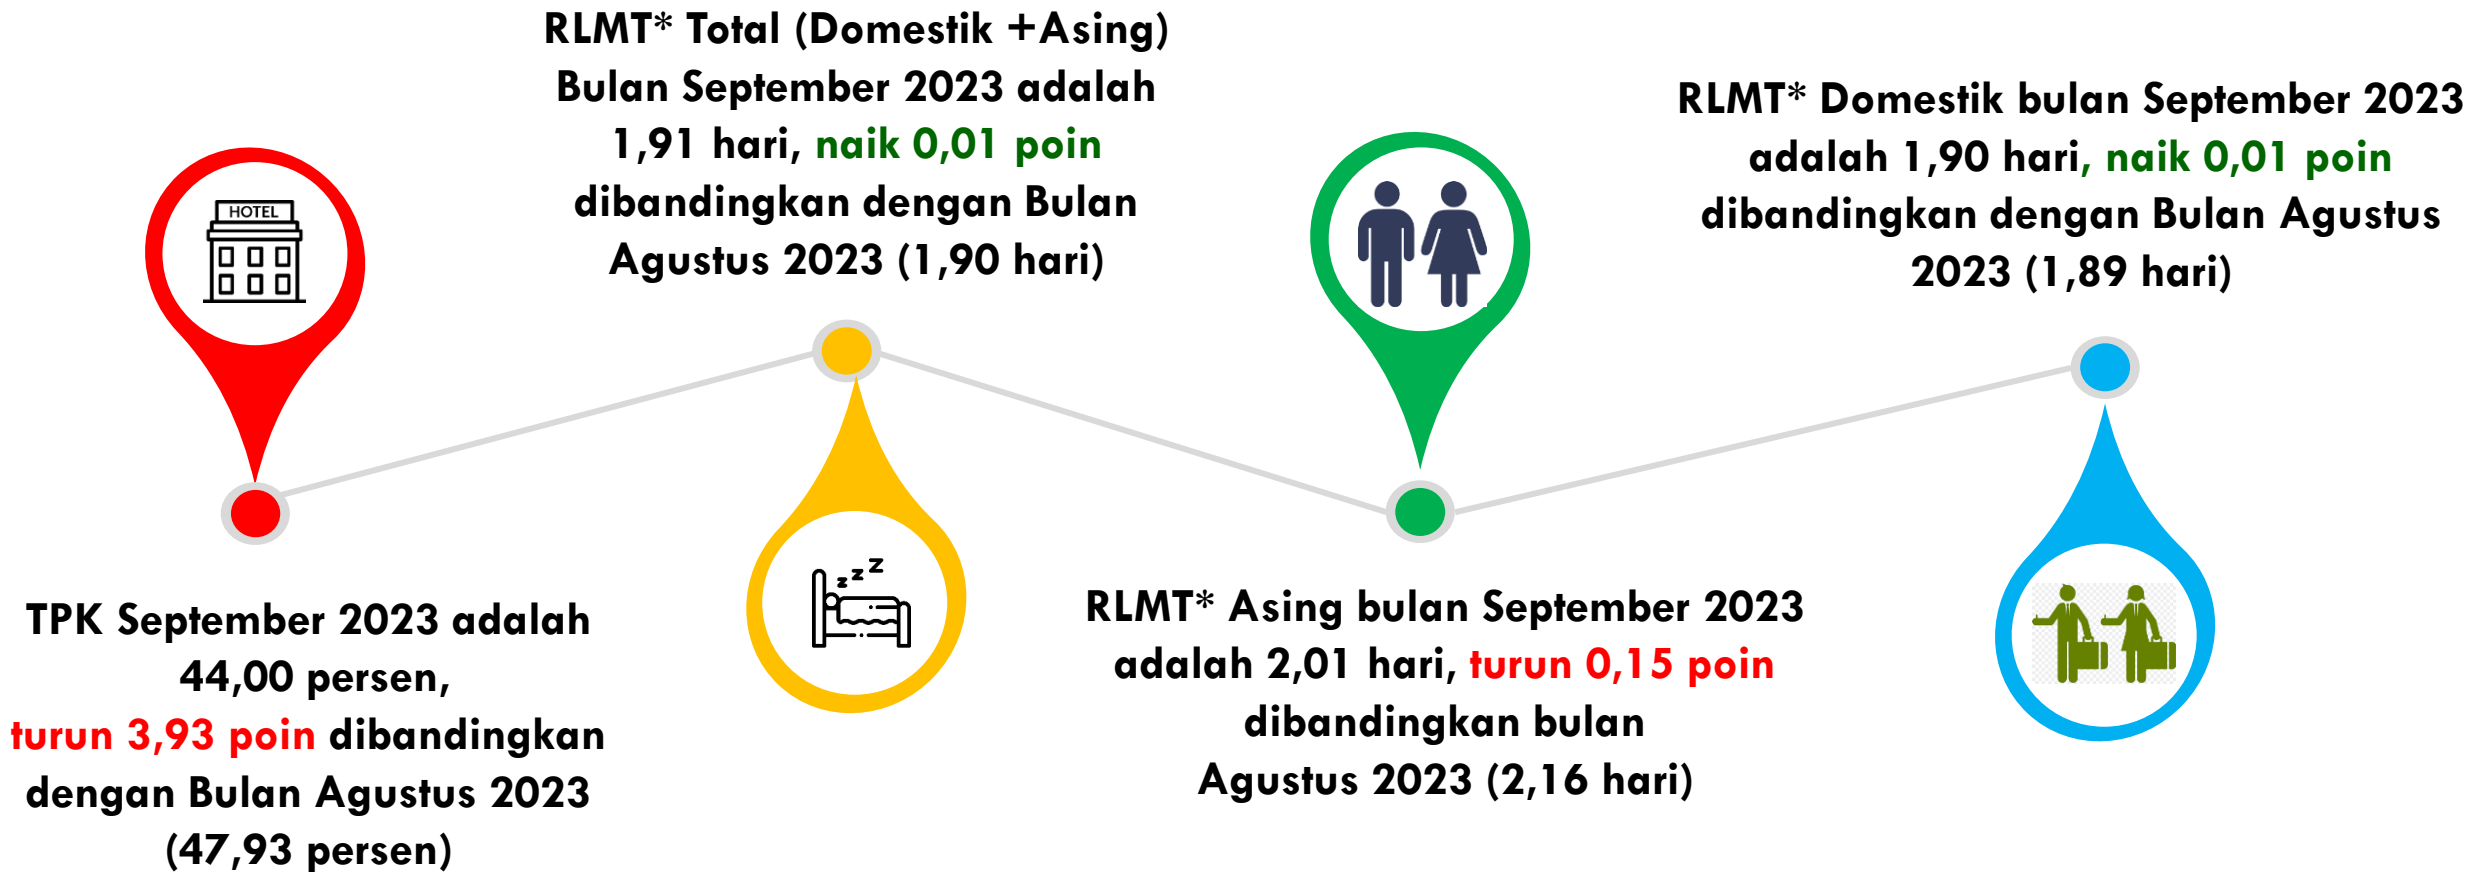 HOTEL
TPK September 2023 adalah
44,00 persen,
turun 3,93 poin dibandingkan
dengan Bulan Agustus 2023
(47,93 persen)
RLMT* Total (Domestik +Asing)
Bulan September 2023 adalah
1,91 hari, naik 0,01 poin
dibandingkan dengan Bulan
Agustus 2023 (1,90 hari)
z z z
RLMT* Asing bulan September 2023
adalah 2,01 hari, turun 0,15 poin
dibandingkan bulan
Agustus 2023 (2,16 hari)
RLMT* Domestik bulan September 2023
adalah 1,90 hari, naik 0,01 poin
dibandingkan dengan Bulan Agustus
2023 (1,89 hari)